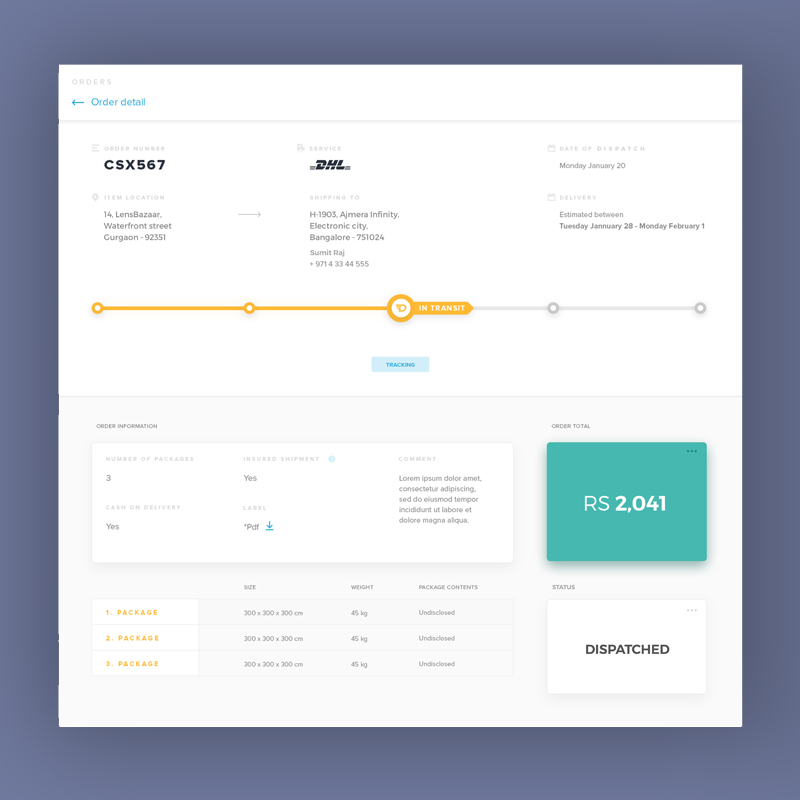 ORDERS
← Order detail
ORDER NUMBER
CSX567
SERVICE
DHL
DATE OF DISPATCH
Monday January 20
ITEM LOCATION
14, LensBazaar,
Waterfront street
Gurgaon - 92351
SHIPPING TO
H-1903, Ajmera Infinity,
Electronic city,
Bangalore - 751024
Sumit Raj
+ 971 4 33 44 555
DELIVERY
Estimated between
Tuesday Jannuary 28 - Monday February 1
IN TRANSIT
TRACKING
ORDER INFORMATION
NUMBER OF PACKAGES
3
INSURED SHIPMENT
Yes
COMMENT
Lorem ipsum dolor amet,
consectetur adipiscing,
sed do eiusmod tempor
incididunt ut labore et
dolore magna aliqua.
CASH ON DELIVERY
Yes
LABEL
*Pdf
ORDER TOTAL
RS 2,041
SIZE WEIGHT PACKAGE CONTENTS
1. PACKAGE 300 x 300 x 300 cm 45 kg Undisclosed
2. PACKAGE 300 x 300 x 300 cm 45 kg Undisclosed
3. PACKAGE 300 x 300 x 300 cm 45 kg Undisclosed
STATUS
DISPATCHED